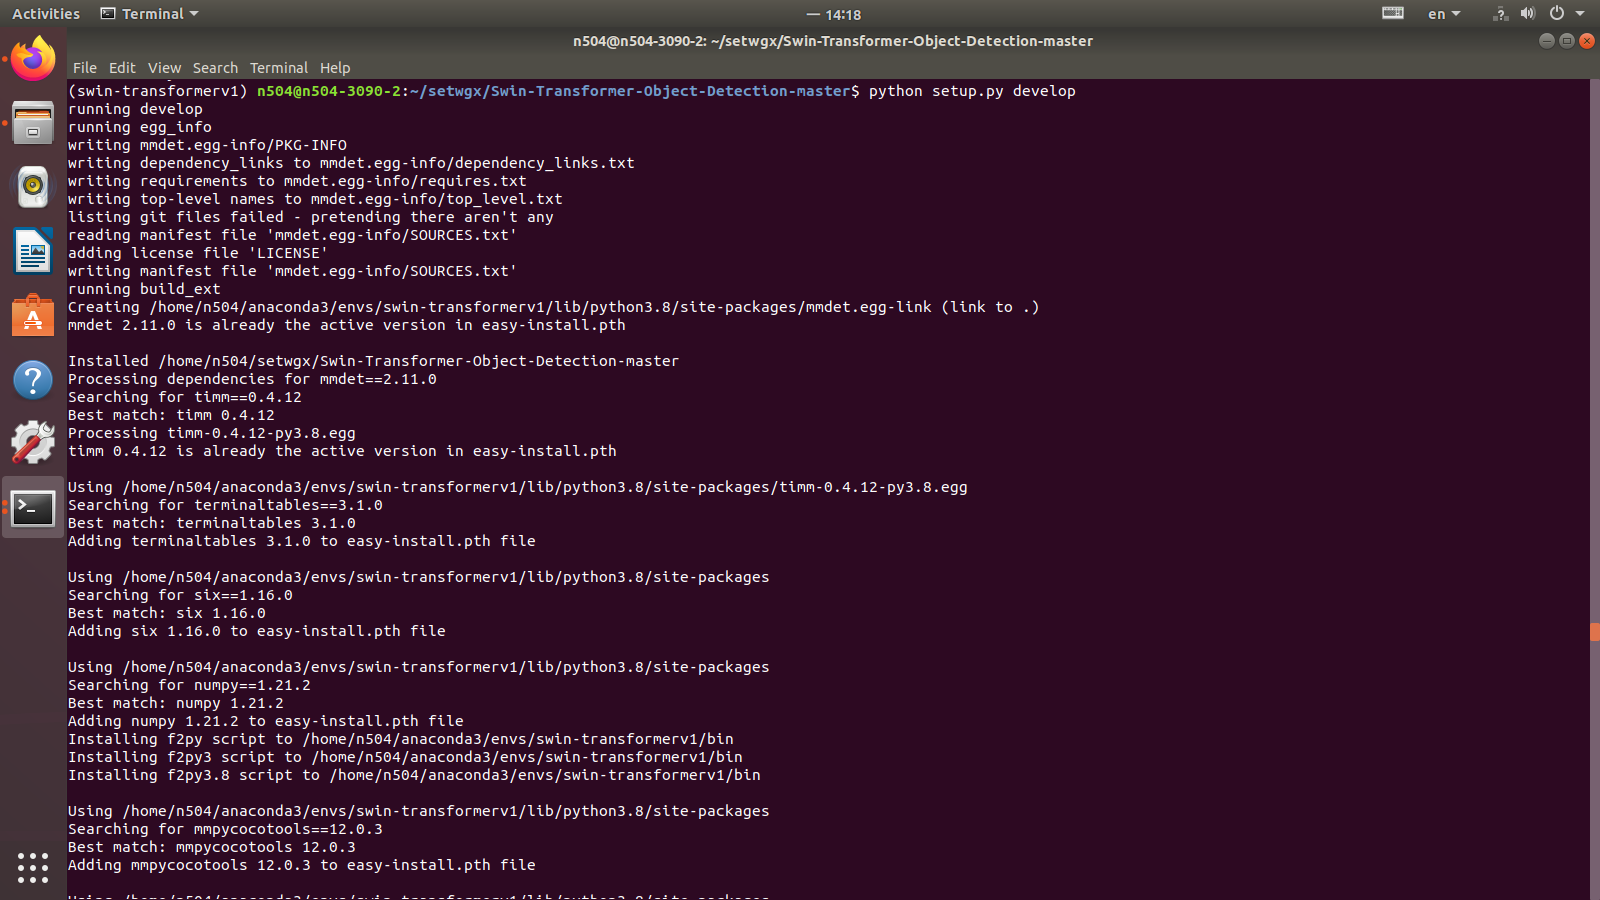 Activities Terminal — 14:18 en
n504@n504-3090-2: ~/setwgx/Swin-Transformer-Object-Detection-master
File Edit View Search Terminal Help
(swin-transformerv1) n504@n504-3090-2:~/setwgx/Swin-Transformer-Object-Detection-master$ python setup.py develop
running develop
running egg_info
writing mmdet.egg-info/PKG-INFO
writing dependency_links to mmdet.egg-info/dependency_links.txt
writing requirements to mmdet.egg-info/requires.txt
writing top-level names to mmdet.egg-info/top_level.txt
listing git files failed - pretending there aren't any
reading manifest file 'mmdet.egg-info/SOURCES.txt'
adding license file 'LICENSE'
writing manifest file 'mmdet.egg-info/SOURCES.txt'
running build_ext
Creating /home/n504/anaconda3/envs/swin-transformerv1/lib/python3.8/site-packages/mmdet.egg-link (link to .)
mmdet 2.11.0 is already the active version in easy-install.pth
Installed /home/n504/setwgx/Swin-Transformer-Object-Detection-master
Processing dependencies for mmdet==2.11.0
Searching for timm==0.4.12
Best match: timm 0.4.12
Processing timm-0.4.12-py3.8.egg
timm 0.4.12 is already the active version in easy-install.pth
Using /home/n504/anaconda3/envs/swin-transformerv1/lib/python3.8/site-packages/timm-0.4.12-py3.8.egg
Searching for terminaltables==3.1.0
Best match: terminaltables 3.1.0
Adding terminaltables 3.1.0 to easy-install.pth file
Using /home/n504/anaconda3/envs/swin-transformerv1/lib/python3.8/site-packages
Searching for six==1.16.0
Best match: six 1.16.0
Adding six 1.16.0 to easy-install.pth file
Using /home/n504/anaconda3/envs/swin-transformerv1/lib/python3.8/site-packages
Searching for numpy==1.21.2
Best match: numpy 1.21.2
Adding numpy 1.21.2 to easy-install.pth file
Installing f2py script to /home/n504/anaconda3/envs/swin-transformerv1/bin
Installing f2py3 script to /home/n504/anaconda3/envs/swin-transformerv1/bin
Installing f2py3.8 script to /home/n504/anaconda3/envs/swin-transformerv1/bin
Using /home/n504/anaconda3/envs/swin-transformerv1/lib/python3.8/site-packages
Searching for mmpycocotools==12.0.3
Best match: mmpycocotools 12.0.3
Adding mmpycocotools 12.0.3 to easy-install.pth file